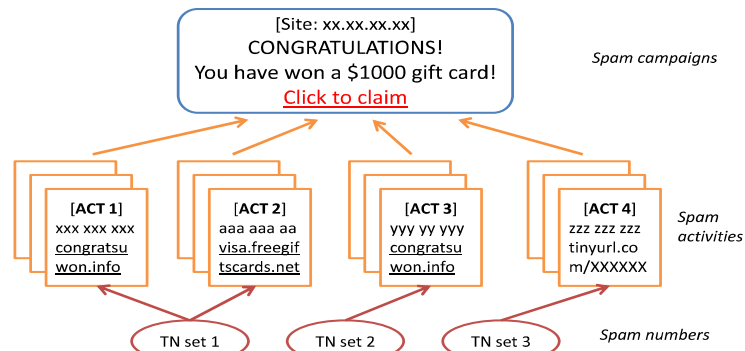 [Site: xx.xx.xx.xx]
CONGRATULATIONS!
You have won a $1000 gift card!
Click to claim
Spam campaigns
[ACT 1]
xxx xxx xxx
congratsu
won.info
[ACT 2]
aaa aaa aa
visa.freegif
tscards.net
[ACT 3]
yyy yy yyy
congratsu
won.info
[ACT 4]
zzz zzz zzz
tinyurl.co
m/XXXXXX
Spam
activities
TN set 1
TN set 2
TN set 3
Spam numbers